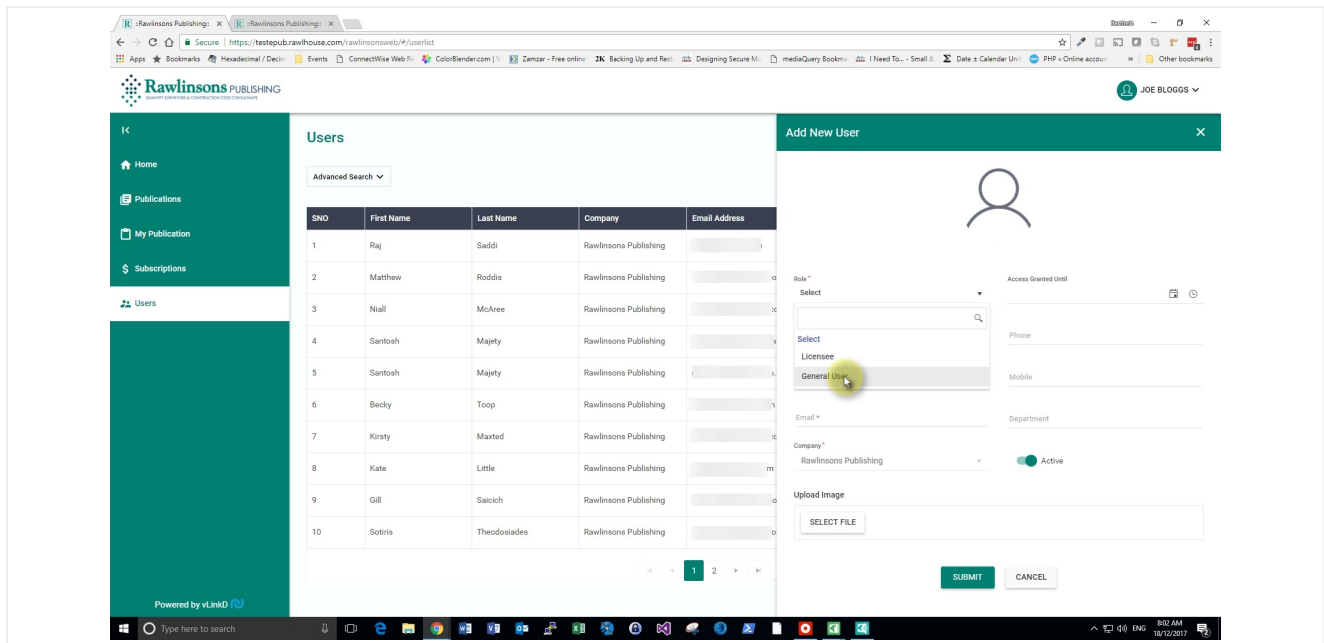 :Rawlinsons Publishing:: × :Rawlinsons Publishing:: ×
Secure | https://testepub.rawlhouse.com/rawlinsonsweb/#/userlist
Apps Bookmarks Hexadecimal / Decim Events ConnectWise Web Re ColorBlender.com | Zamzar - Free online 2K Backing Up and Rest Designing Secure Mu mediaQuery Bookma I Need To... - Small B Date ± Calendar Unit PHP « Online accoun » Other bookmarks
Rawlinsons PUBLISHING
QUANTITY SURVEYORS & CONSTRUCTION COST CONSULTANTS
JOE BLOGGS
Home
Publications
My Publication
Subscriptions
Users
Powered by vLinkD
Users
Advanced Search
SNO First Name Last Name Company Email Address
1 Raj Saddi Rawlinsons Publishing
2 Matthew Roddis Rawlinsons Publishing
3 Niall McAree Rawlinsons Publishing
4 Santosh Majety Rawlinsons Publishing
5 Santosh Majety Rawlinsons Publishing
6 Becky Toop Rawlinsons Publishing
7 Kirsty Maxted Rawlinsons Publishing
8 Kate Little Rawlinsons Publishing
9 Gill Saicich Rawlinsons Publishing
10 Sotiris Theodosiades Rawlinsons Publishing
1 2
Add New User ×
Role *
Select
Select
Licensee
General User
Access Granted Until
Phone
Mobile
Email *
Department
Company *
Rawlinsons Publishing
Active
Upload Image
SELECT FILE
SUBMIT CANCEL
Type here to search
ENG
8:02 AM
18/12/2017